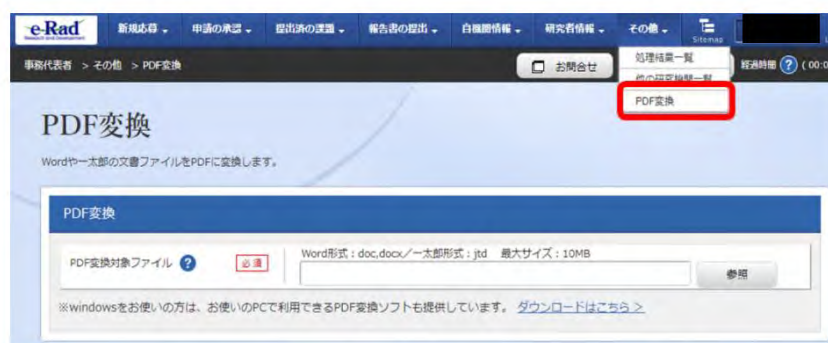 e-Rad
新規応募
申請の承認
提出済の課題
報告書の提出
自機関情報
研究者情報
その他
Sitemap
事務代表者 > その他 > PDF変換
お問合せ
処理結果一覧
他の研究機関一覧
PDF変換
経過時間 ? (00:0
PDF変換
Wordや一太郎の文書ファイルをPDFに変換します。
PDF変換
PDF変換対象ファイル ?
必須
Word形式：doc,docx／一太郎形式：jtd 最大サイズ：10MB
参照
※windowsをお使いの方は、お使いのPCで利用できるPDF変換ソフトも提供しています。 ダウンロードはこちら >